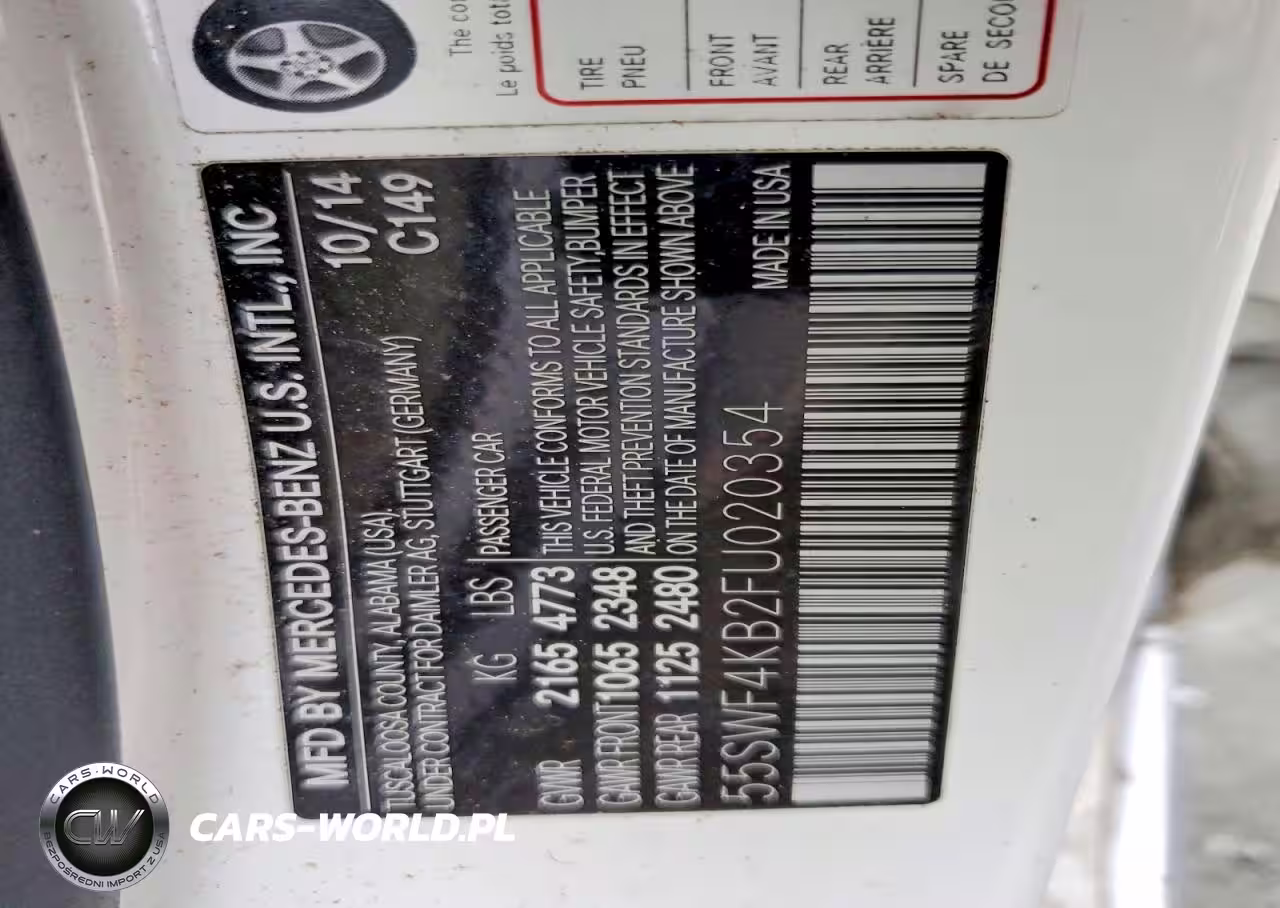 The co
Le poids tota
TIRE
PNEU
FRONT
AVANT
REAR
ARRIÈRE
SPARE
DE SECOU
MFD BY MERCEDES-BENZ U.S. INTL., INC
TUSCALOOSA COUNTY, ALABAMA (USA). 10/14
UNDER CONTRACT FOR DAIMLER AG, STUTTGART (GERMANY) C149
KG LBS PASSENGER CAR
GVWR 2165 4773 THIS VEHICLE CONFORMS TO ALL APPLICABLE
U.S. FEDERAL MOTOR VEHICLE SAFETY,BUMPER
GAWR FRONT 1065 2348 AND THEFT PREVENTION STANDARDS IN EFFECT
GAWR REAR 1125 2480 ON THE DATE OF MANUFACTURE SHOWN ABOVE.
55SWF4KB2FU020354 MADE IN USA
CARS-WORLD
CW
BEZPOŚREDNI IMPORT Z USA
CARS-WORLD.PL